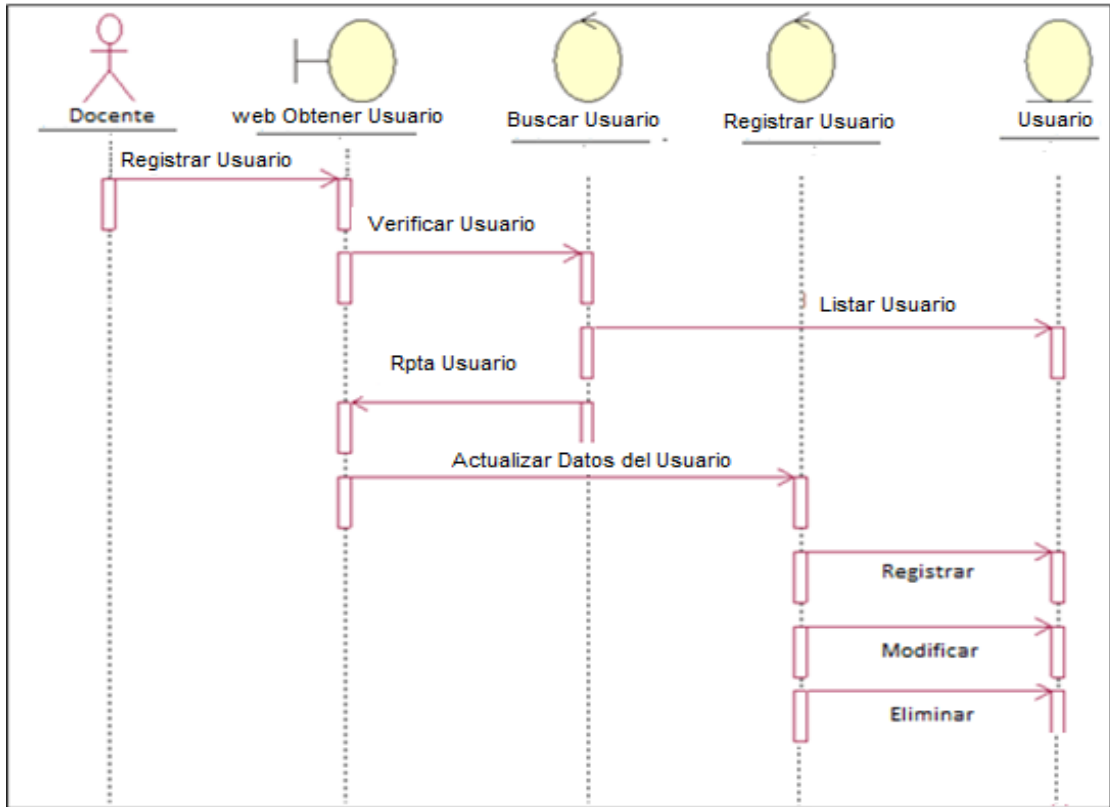 Docente
web Obtener Usuario
Buscar Usuario
Registrar Usuario
Usuario
Registrar Usuario
Verificar Usuario
Listar Usuario
Rpta Usuario
Actualizar Datos del Usuario
Registrar
Modificar
Eliminar